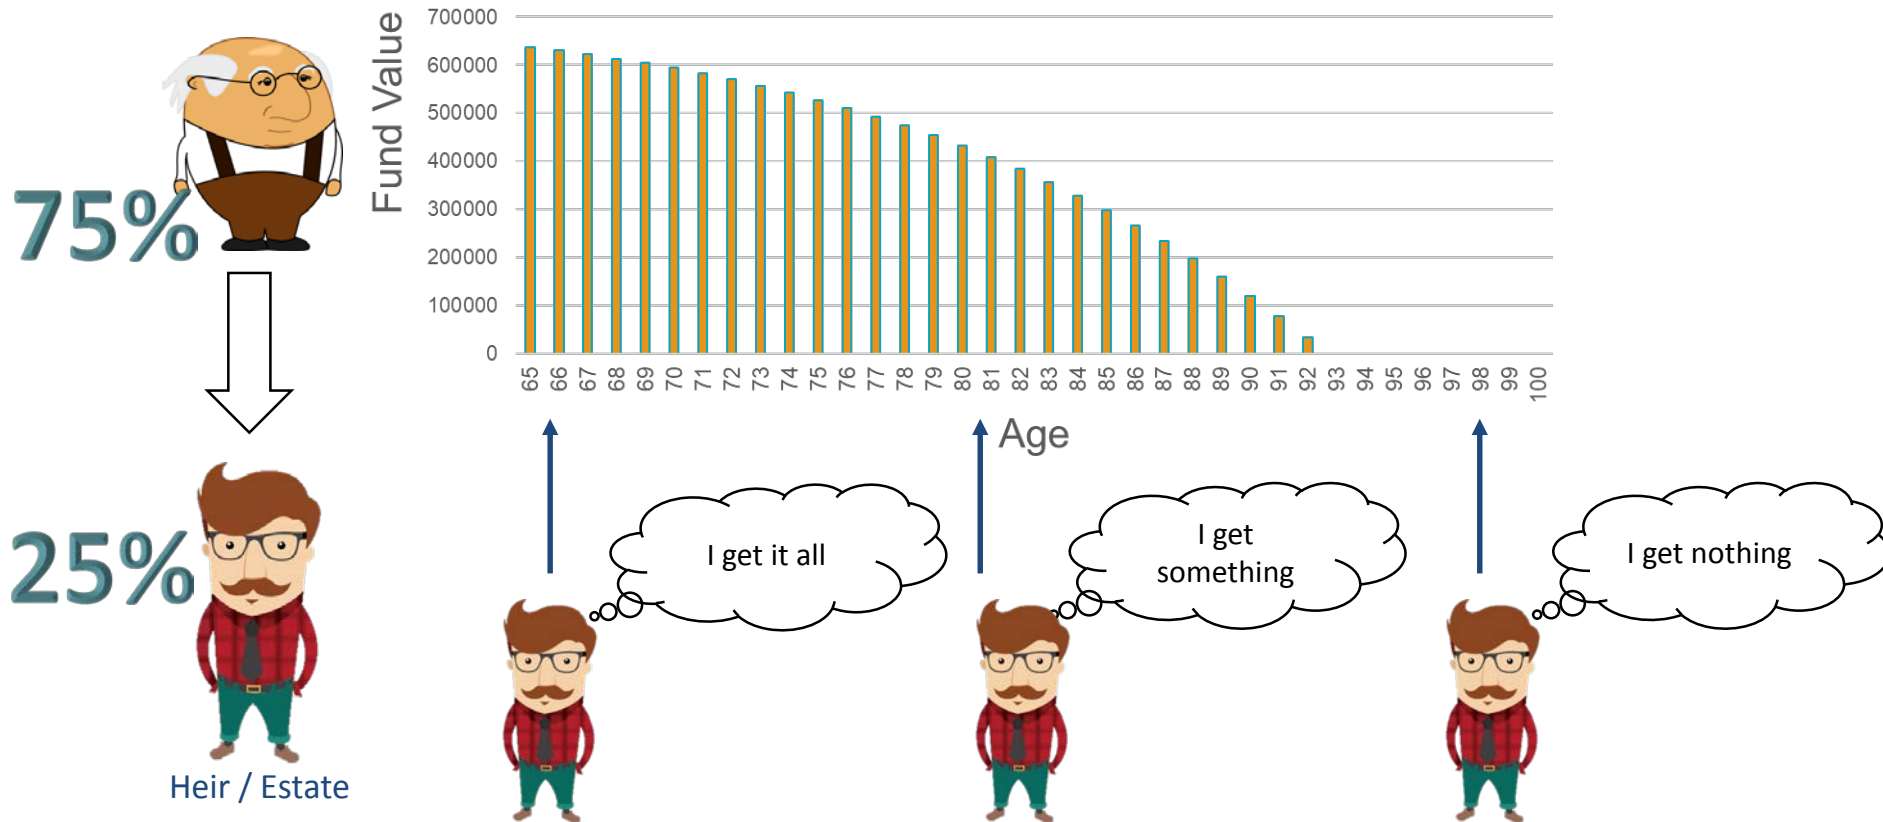 75%
25%
Heir / Estate
Fund Value
700000
600000
500000
400000
300000
200000
100000
0
65 66 67 68 69 70 71 72 73 74 75 76 77 78 79 80 81 82 83 84 85 86 87 88 89 90 91 92 93 94 95 96 97 98 99 100
Age
I get it all
I get
something
I get nothing